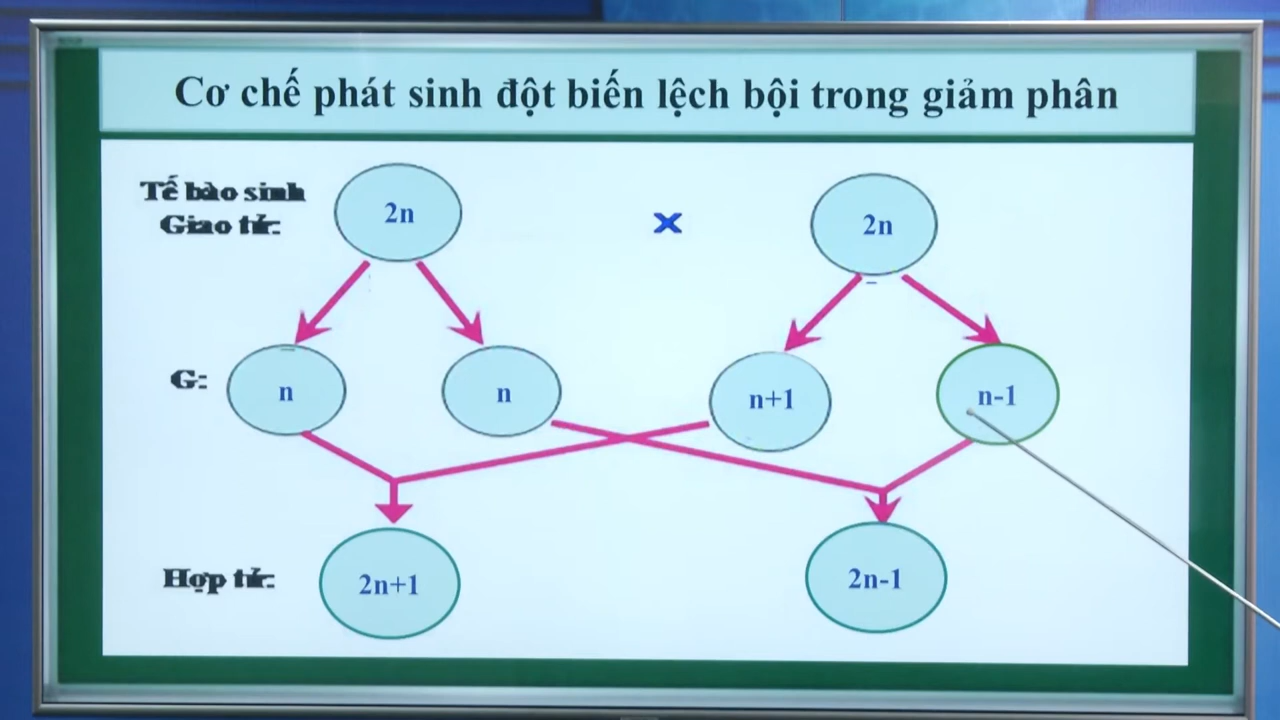 Cơ chế phát sinh đột biến lệch bội trong giảm phân
Tế bào sinh
Giao tử:
2n
x
2n
G:
n
n
n+1
n-1
Hợp tử:
2n+1
2n-1